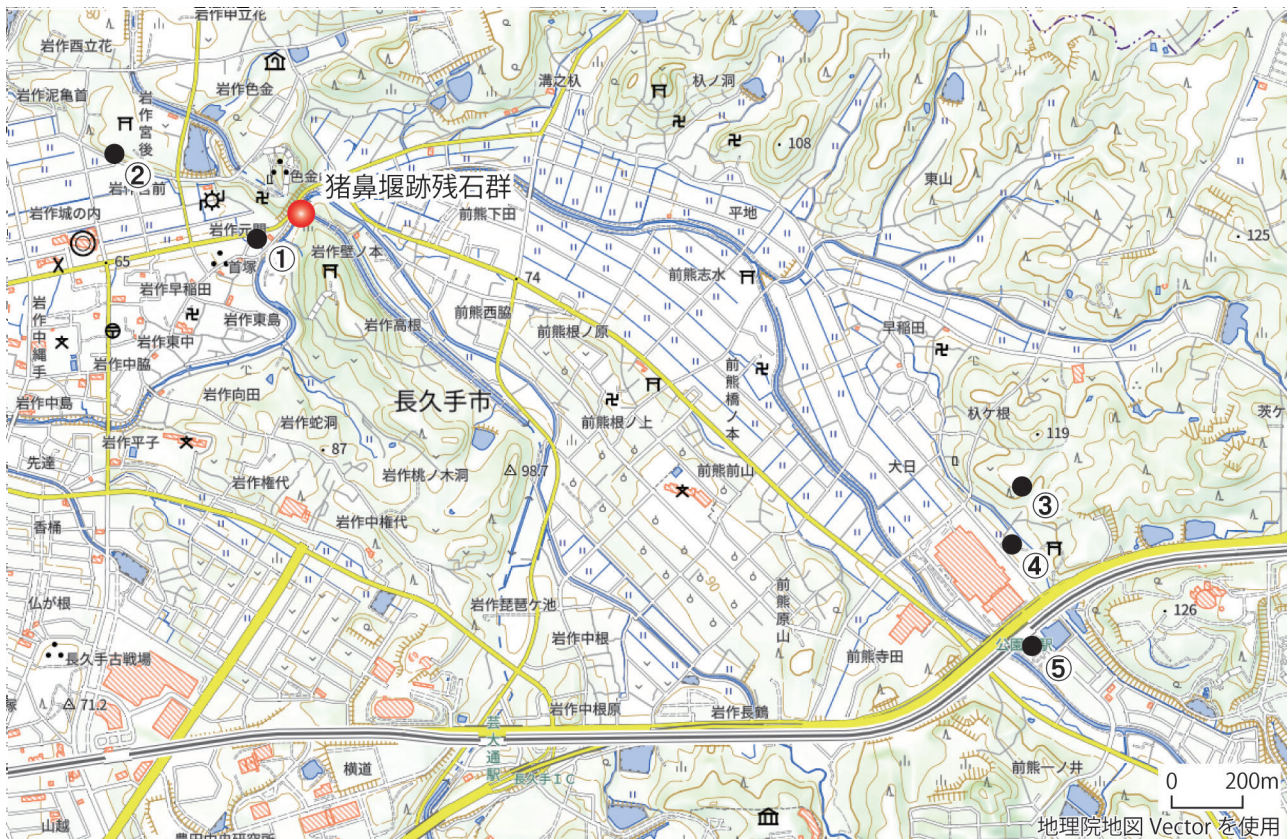 岩作申立花
岩作酉立花
岩作色金
溝之杁
杁ノ洞
岩作泥亀首
岩作宮後
108
②
東山
猪鼻堰跡残石群
岩作城の内
前熊下田
平地
125
岩作元門
①
岩作壁ノ本
首塚
65
74
前熊志水
岩作早稲田
岩作高根
前熊西脇
岩作東島
前熊根ノ原
早稲田
岩作中縄手
岩作東中
岩作中脇
前熊橋ノ本
杁ケ根
茨ケ
岩作中島
岩作向田
長久手市
前熊根ノ上
119
岩作平子
岩作蛇洞
87
98.7
前熊前山
犬日
先達
岩作権代
岩作桃ノ木洞
③
香桶
岩作中権代
④
90
仏が根
岩作琵琶ケ池
前熊原山
126
岩作中根
長久手古戦場
前熊寺田
⑤
71.2
岩作中根原
岩作長鶴
芸大通駅
横道
長久手IC
前熊一ノ井
山越
0 200m
地理院地図 Vector を使用